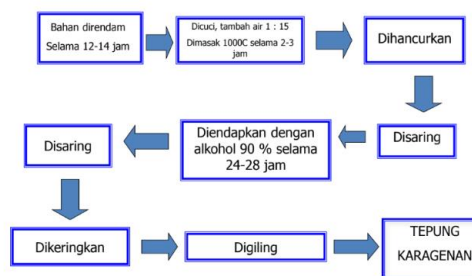 Bahan direndam
Selama 12-14 jam
Dicuci, tambah air 1 : 15
Dimasak 1000C selama 2-3
jam
Dihancurkan
Disaring
Diendapkan dengan
alkohol 90 % selama
24-28 jam
Disaring
Dikeringkan
Digiling
TEPUNG
KARAGENAN